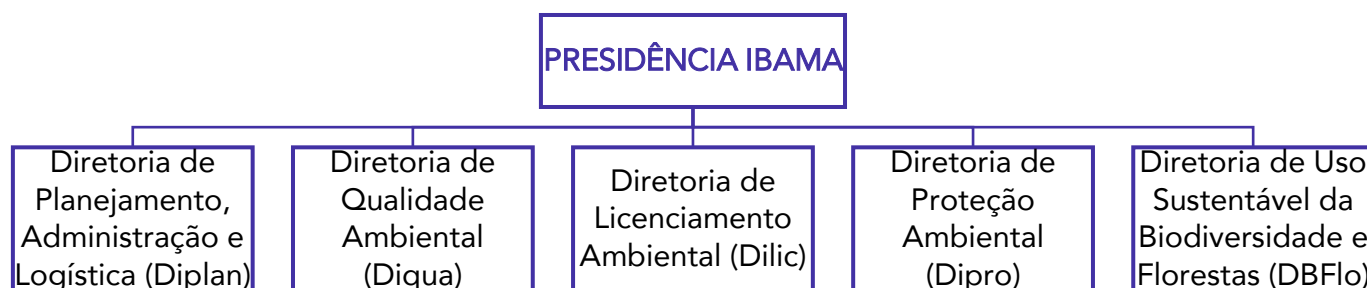 PRESIDÊNCIA IBAMA
Diretoria de
Planejamento,
Administração e
Logística (Diplan)
Diretoria de
Qualidade
Ambiental
(Diqua)
Diretoria de
Licenciamento
Ambiental (Dilic)
Diretoria de
Proteção
Ambiental
(Dipro)
Diretoria de Uso
Sustentável da
Biodiversidade e
Florestas (DBFlo)